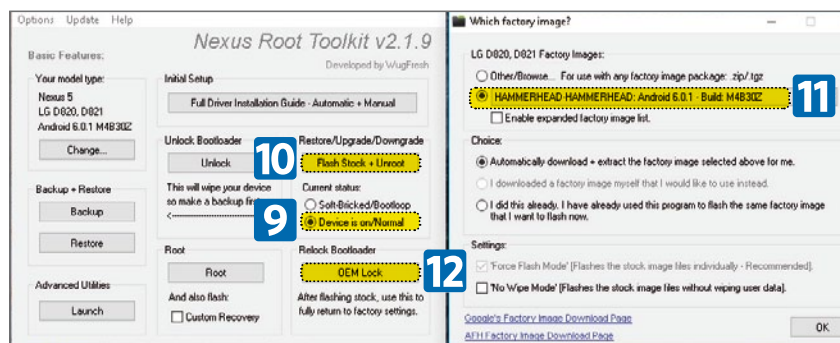 Options Update Help
Nexus Root Toolkit v2.1.9
Developed by WugFresh
Basic Features:
Your model type:
Nexus 5
LG D820, D821
Android 6.0.1 M4B30Z
Change...
Backup + Restore
Backup
Restore
Advanced Utilities
Launch
Initial Setup
Full Driver Installation Guide - Automatic + Manual
Unlock Bootloader
Unlock
This will wipe your device
so make a backup first
<--------------------
Root
Root
And also flash:
Custom Recovery
Restore/Upgrade/Downgrade
10
Flash Stock + Unroot
Current status:
Soft-Bricked/Bootloop
9
Device is on/Normal
Relock Bootloader
OEM Lock
12
After flashing stock, use this to
fully return to factory settings.
Which factory image?
LG D820, D821 Factory Images:
Other/Browse... For use with any factory image package: .zip/.tgz
HAMMERHEAD-HAMMERHEAD: Android 6.0.1 - Build: M4B30Z
11
Enable expanded factory image list.
Choice:
Automatically download + extract the factory image selected above for me.
I downloaded a factory image myself that I would like to use instead.
I did this already. I have already used this program to flash the same factory image
that I want to flash now.
Settings:
'Force Flash Mode' [Flashes the stock image files individually - Recommended].
'No Wipe Mode' [Flashes the stock image files without wiping user data].
Google's Factory Image Download Page
AFH Factory Image Download Page
OK